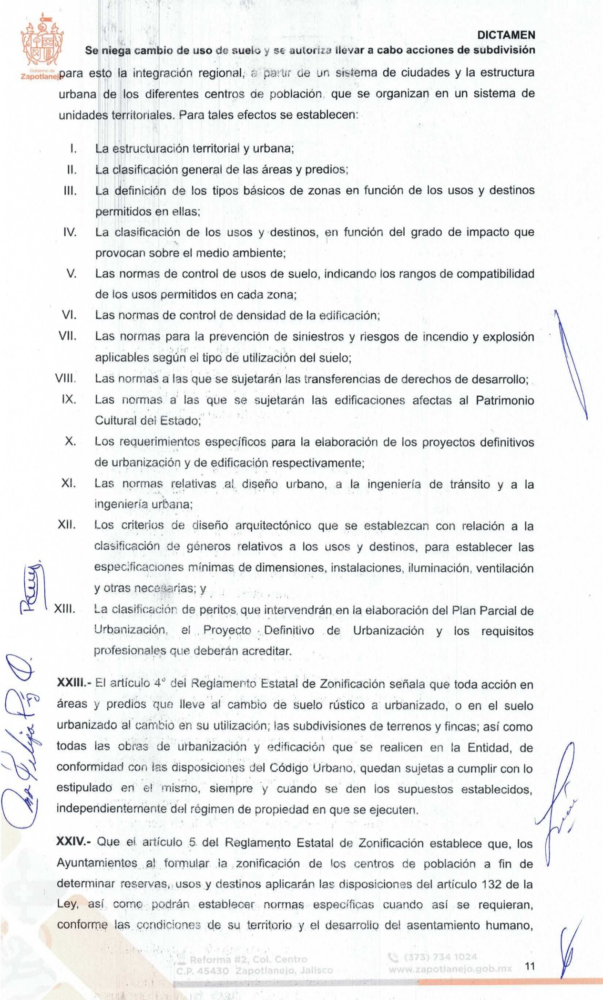 DICTAMEN
Se niega cambio de uso de suelo y se autoriza llevar a cabo acciones de subdivisión
Gobierno de
Zapotlanejo
para esto la integración regional, a partir de un sistema de ciudades y la estructura
urbana de los diferentes centros de población, que se organizan en un sistema de
unidades territoriales. Para tales efectos se establecen:
I. La estructuración territorial y urbana;
II. La clasificación general de las áreas y predios;
III. La definición de los tipos básicos de zonas en función de los usos y destinos
permitidos en ellas;
IV. La clasificación de los usos y destinos, en función del grado de impacto que
provocan sobre el medio ambiente;
V. Las normas de control de usos de suelo, indicando los rangos de compatibilidad
de los usos permitidos en cada zona;
VI. Las normas de control de densidad de la edificación;
VII. Las normas para la prevención de siniestros y riesgos de incendio y explosión
aplicables según el tipo de utilización del suelo;
VIII. Las normas a las que se sujetarán las transferencias de derechos de desarrollo;
IX. Las normas a las que se sujetarán las edificaciones afectas al Patrimonio
Cultural del Estado;
X. Los requerimientos específicos para la elaboración de los proyectos definitivos
de urbanización y de edificación respectivamente;
XI. Las normas relativas al diseño urbano, a la ingeniería de tránsito y a la
ingeniería urbana;
XII. Los criterios de diseño arquitectónico que se establezcan con relación a la
clasificación de géneros relativos a los usos y destinos, para establecer las
especificaciones mínimas de dimensiones, instalaciones, iluminación, ventilación
y otras necesarias; y
XIII. La clasificación de peritos que intervendrán en la elaboración del Plan Parcial de
Urbanización, el Proyecto Definitivo de Urbanización y los requisitos
profesionales que deberán acreditar.
XXIII.- El artículo 4° del Reglamento Estatal de Zonificación señala que toda acción en
áreas y predios que lleve al cambio de suelo rústico a urbanizado, o en el suelo
urbanizado al cambio en su utilización; las subdivisiones de terrenos y fincas; así como
todas las obras de urbanización y edificación que se realicen en la Entidad, de
conformidad con las disposiciones del Código Urbano, quedan sujetas a cumplir con lo
estipulado en el mismo, siempre y cuando se den los supuestos establecidos,
independientemente del régimen de propiedad en que se ejecuten.
XXIV.- Que el artículo 5 del Reglamento Estatal de Zonificación establece que, los
Ayuntamientos al formular la zonificación de los centros de población a fin de
determinar reservas, usos y destinos aplicarán las disposiciones del artículo 132 de la
Ley, así como podrán establecer normas específicas cuando así se requieran,
conforme las condiciones de su territorio y el desarrollo del asentamiento humano,
Reforma #2, Col. Centro
C.P. 45430 Zapotlanejo, Jalisco
(373) 734 1024
www.zapotlanejo.gob.mx
11